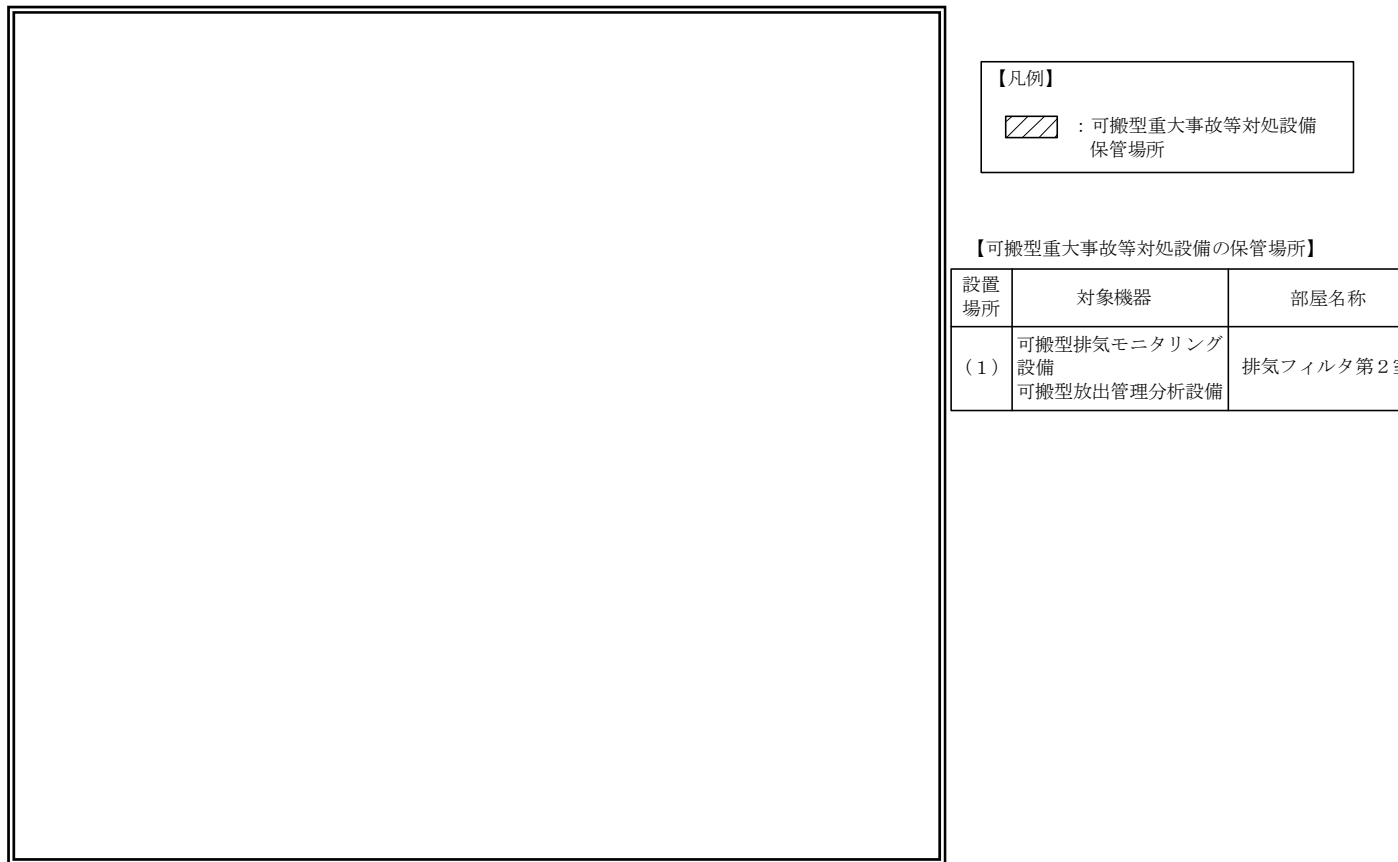 【凡例】
：可搬型重大事故等対処設備
保管場所
【可搬型重大事故等対処設備の保管場所】
設置
場所
対象機器
部屋名称
（１）
可搬型排気モニタリング
設備
可搬型放出管理分析設備
排気フィルタ第２